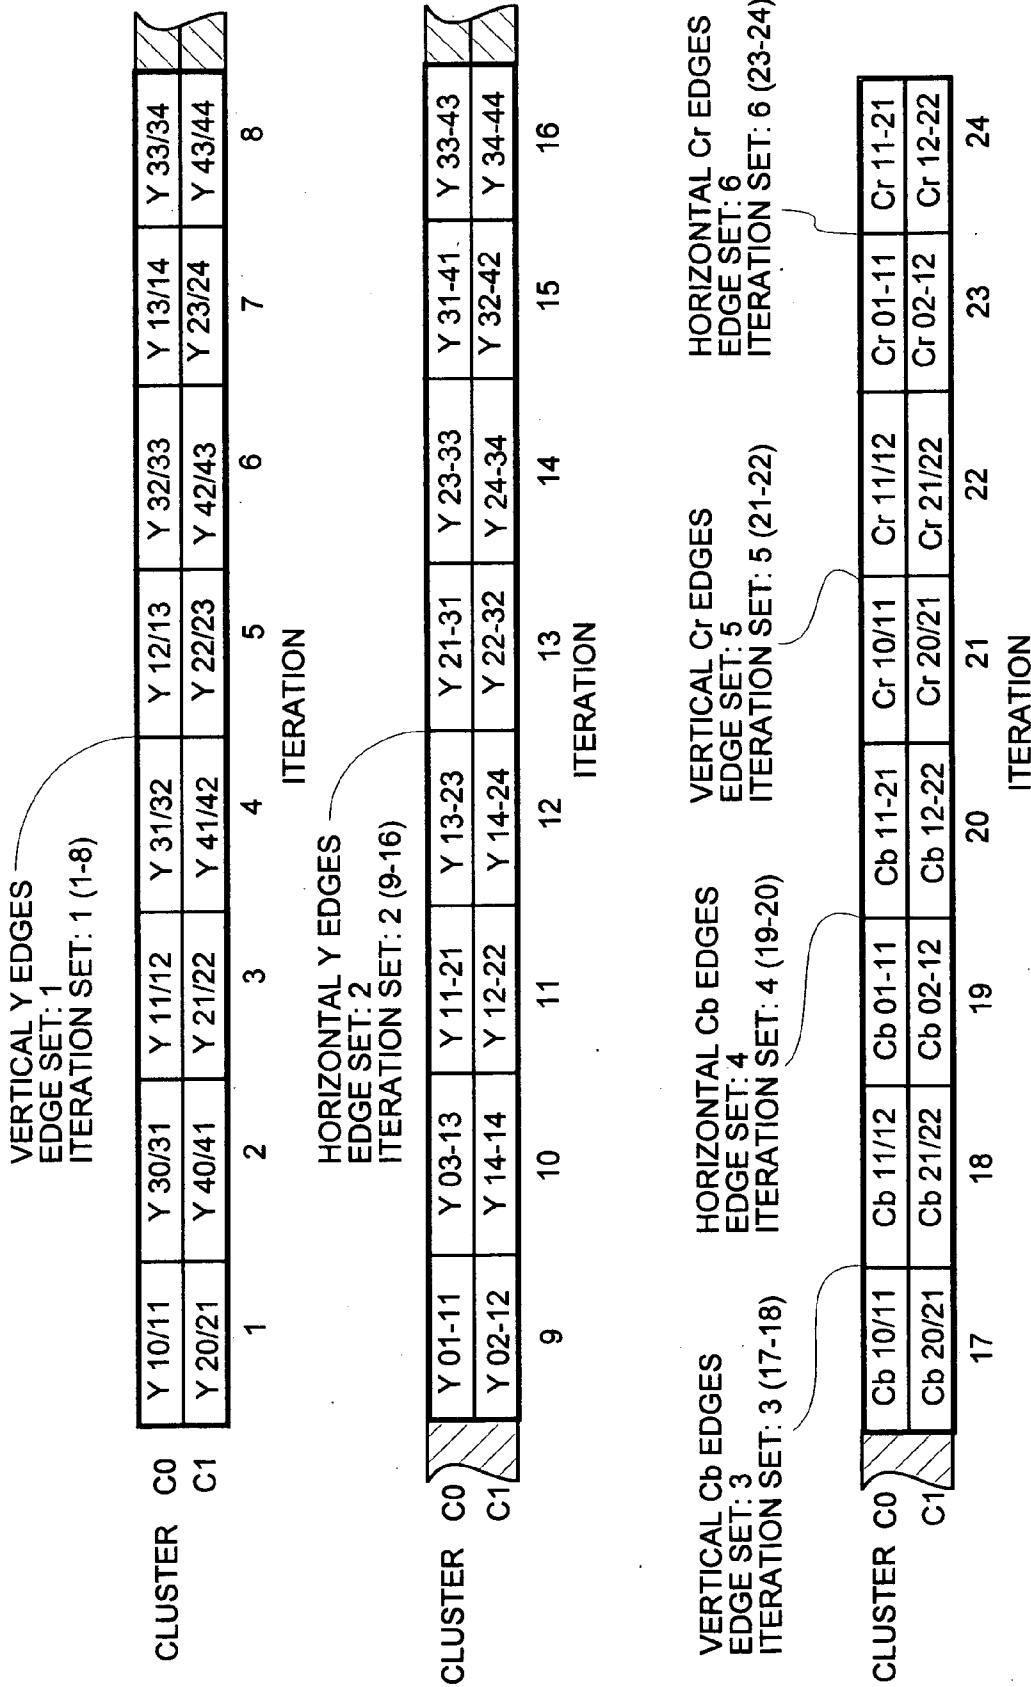 VERTICAL Y EDGES
EDGE SET: 1
ITERATION SET: 1 (1-8)
CLUSTER C0 Y 10/11 Y 30/31 Y 11/12 Y 31/32 Y 12/13 Y 32/33 Y 13/14 Y 33/34
C1 Y 20/21 Y 40/41 Y 21/22 Y 41/42 Y 22/23 Y 42/43 Y 23/24 Y 43/44
1 2 3 4 5 6 7 8
ITERATION
HORIZONTAL Y EDGES
EDGE SET: 2
ITERATION SET: 2 (9-16)
CLUSTER C0 Y 01-11 Y 03-13 Y 11-21 Y 13-23 Y 21-31 Y 23-33 Y 31-41 Y 33-43
C1 Y 02-12 Y 14-14 Y 12-22 Y 14-24 Y 22-32 Y 24-34 Y 32-42 Y 34-44
9 10 11 12 13 14 15 16
ITERATION
VERTICAL Cb EDGES
EDGE SET: 3
ITERATION SET: 3 (17-18)
HORIZONTAL Cb EDGES
EDGE SET: 4
ITERATION SET: 4 (19-20)
VERTICAL Cr EDGES
EDGE SET: 5
ITERATION SET: 5 (21-22)
HORIZONTAL Cr EDGES
EDGE SET: 6
ITERATION SET: 6 (23-24)
CLUSTER C0 Cb 10/11 Cb 11/12 Cb 01-11 Cb 11-21 Cr 10/11 Cr 11/12 Cr 01-11 Cr 11-21
C1 Cb 20/21 Cb 21/22 Cb 02-12 Cb 12-22 Cr 20/21 Cr 21/22 Cr 02-12 Cr 12-22
17 18 19 20 21 22 23 24
ITERATION